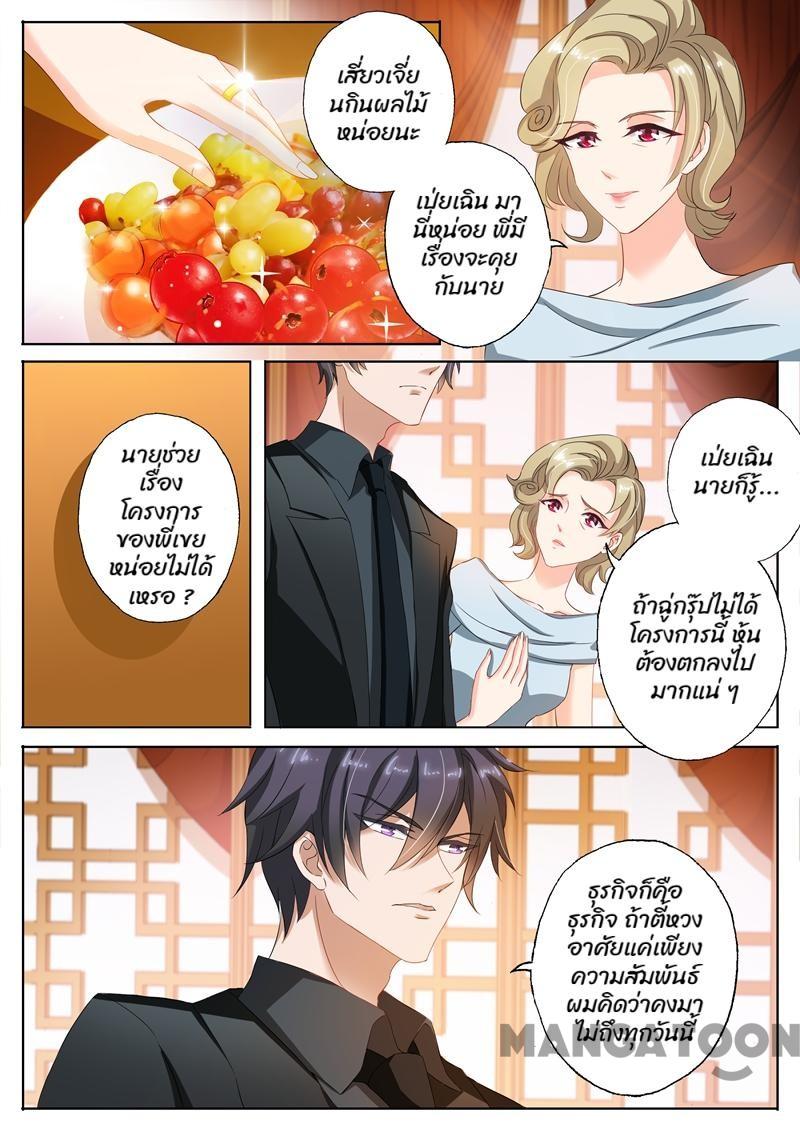 เสี่ยวเจี่ย
นกินผลไม้
หน่อยนะ
เป่ยเฉิน มา
นี่หน่อย พี่มี
เรื่องจะคุย
กับนาย
นายช่วย
เรื่อง
โครงการ
ของพี่เขย
หน่อยไม่ได้
เหรอ ?
เป่ยเฉิน
นายก็รู้...
ถ้าฉู่กรุ๊ปไม่ได้
โครงการนี้ หุ้น
ต้องตกลงไป
มากแน่ ๆ
ธุรกิจก็คือ
ธุรกิจ ถ้าตี้หวง
อาศัยแค่เพียง
ความสัมพันธ์
ผมคิดว่าคงมา
ไม่ถึงทุกวันนี้
MANGATOON